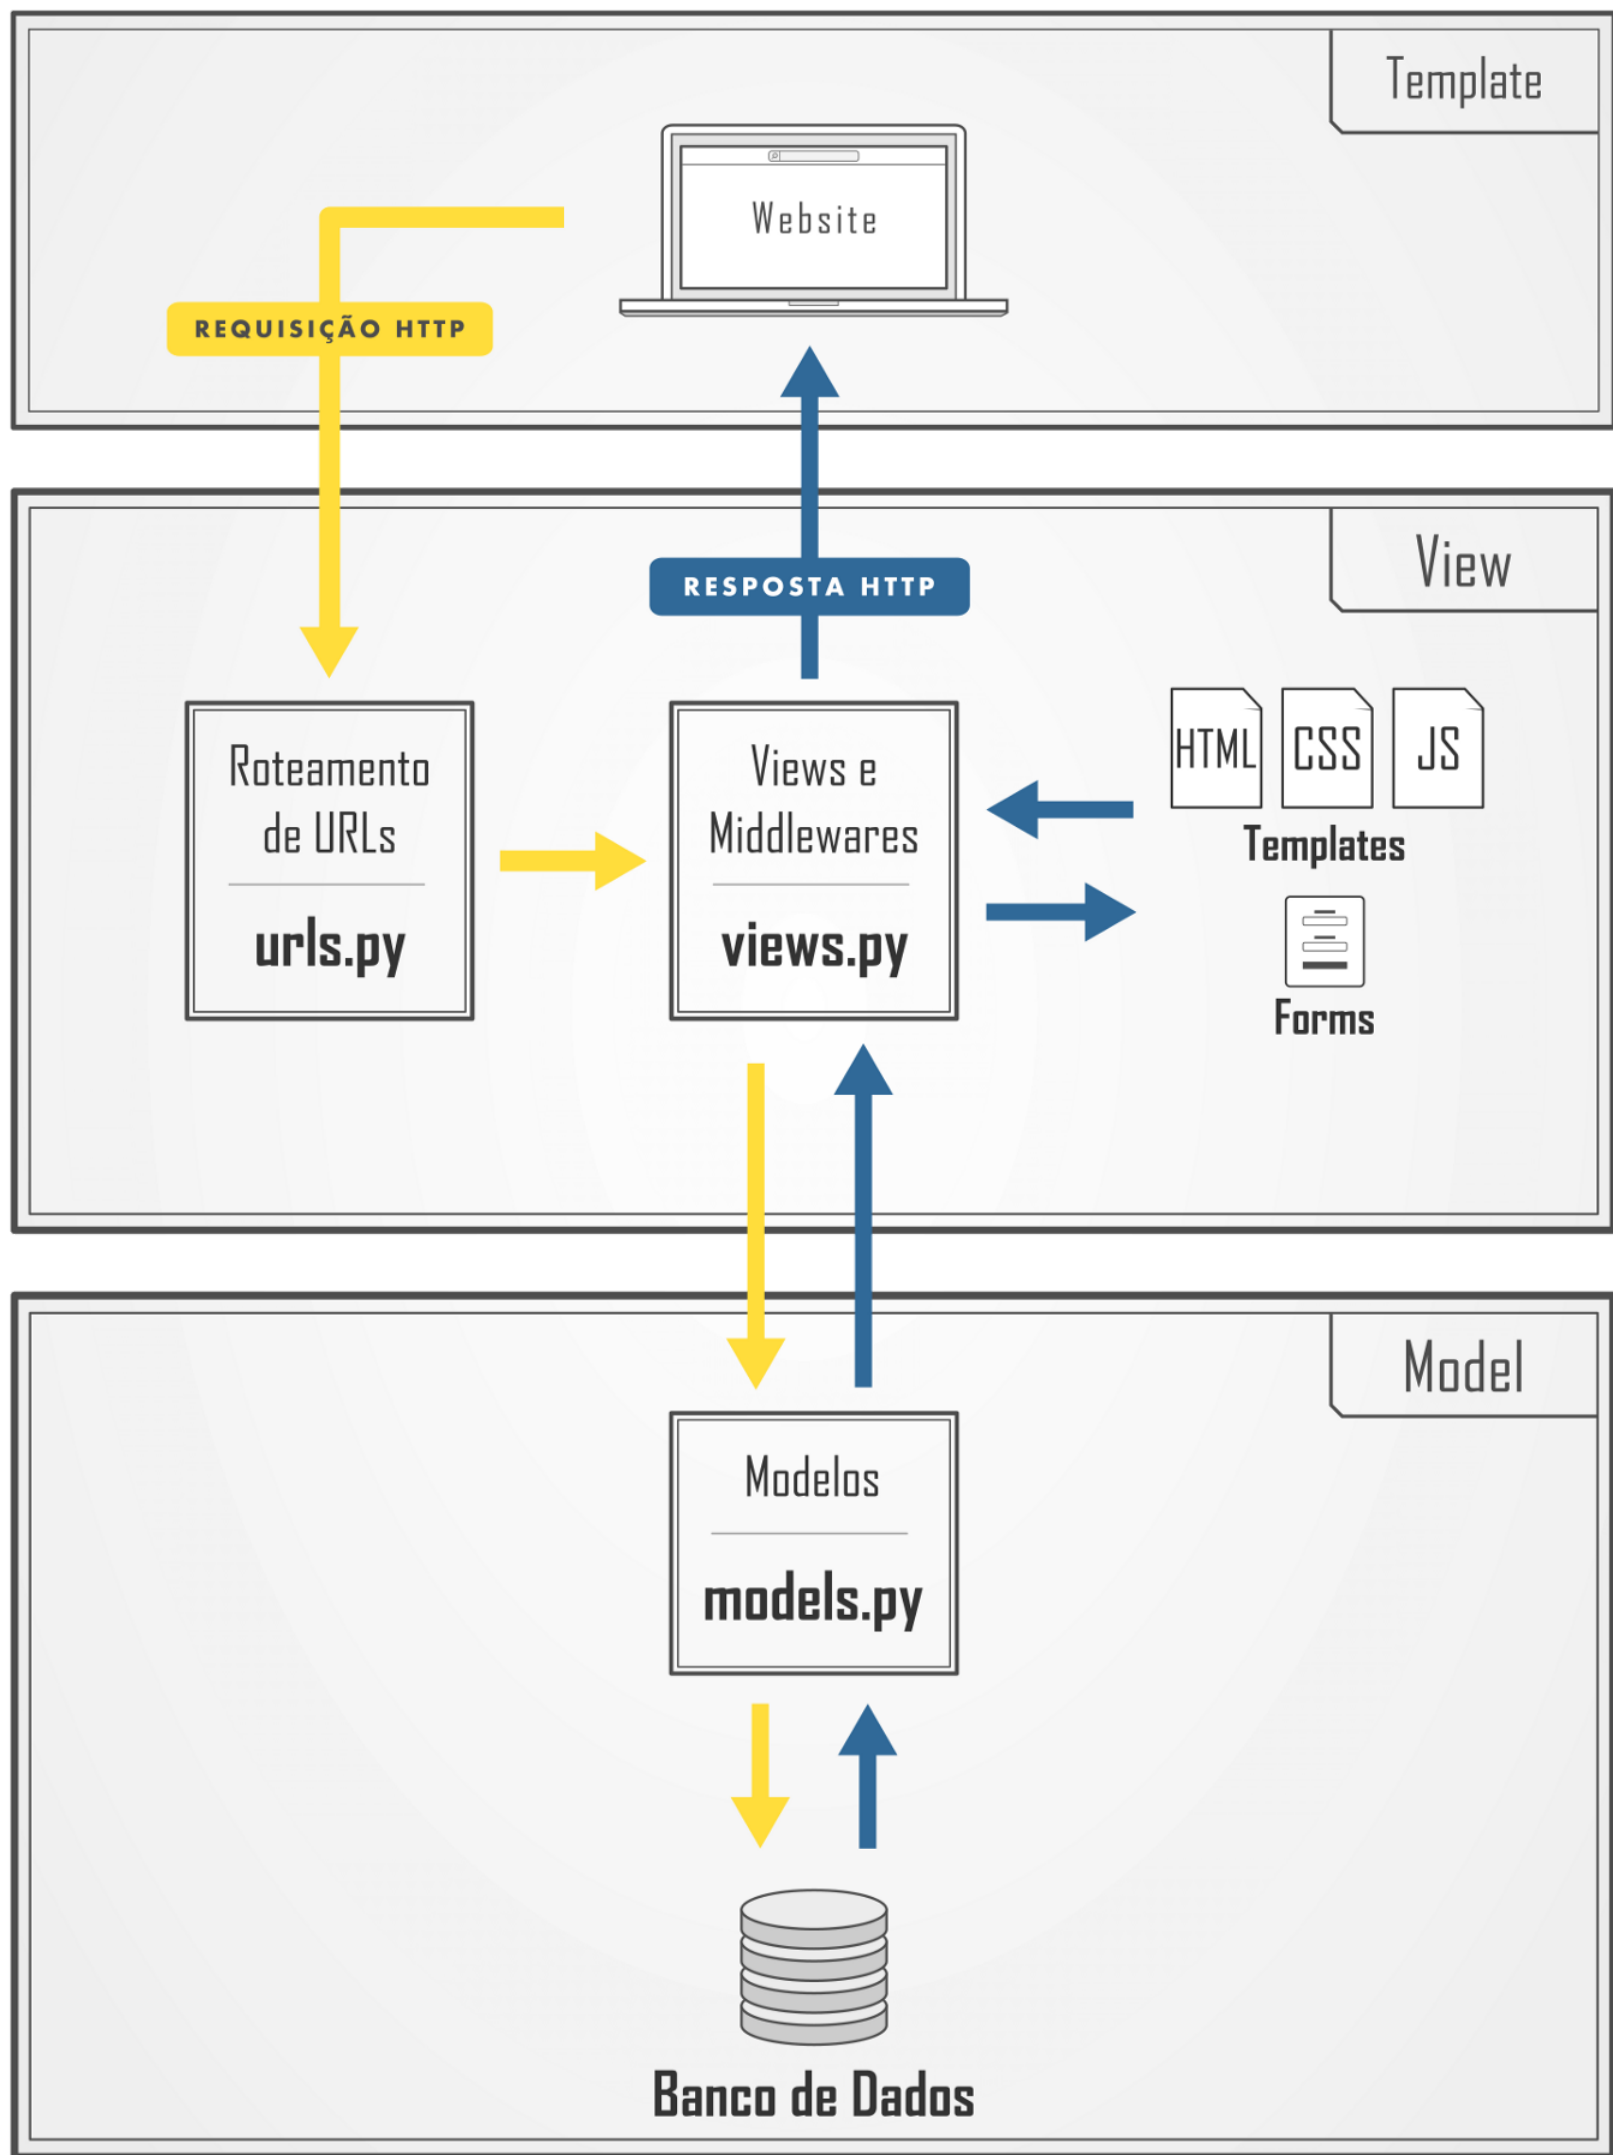 Template
Website
REQUISIÇÃO HTTP
View
RESPOSTA HTTP
Roteamento
de URLs
urls.py
Views e
Middlewares
views.py
HTML
CSS
JS
Templates
Forms
Model
Modelos
models.py
Banco de Dados